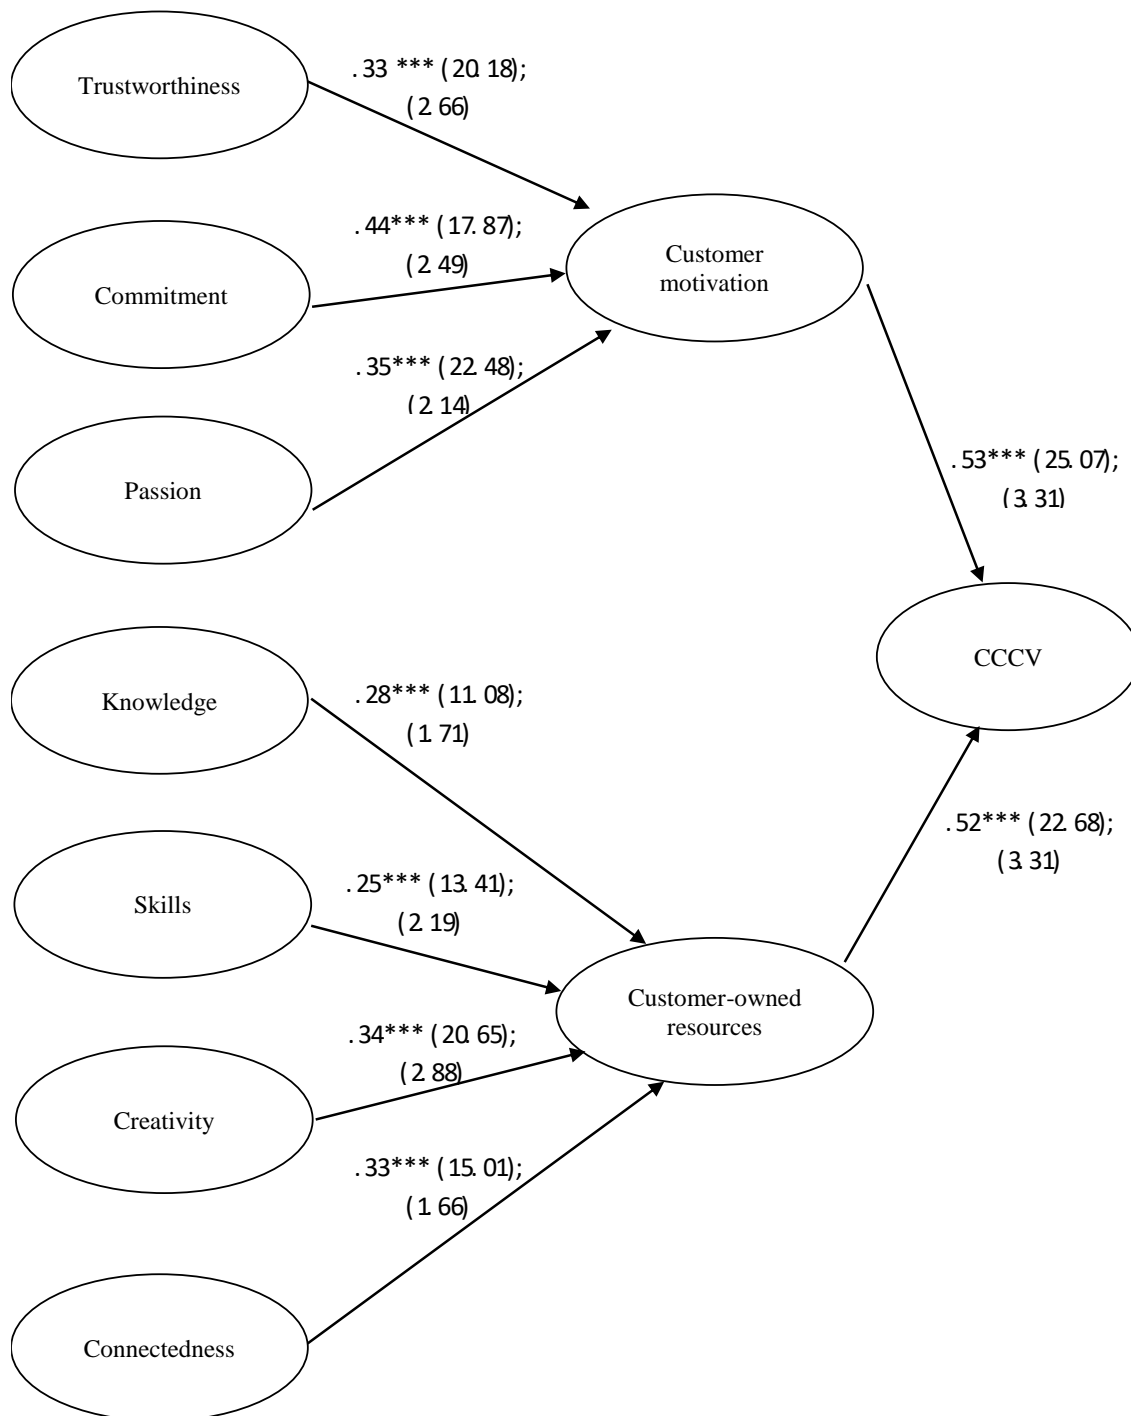 Trustworthiness
.33 *** (20.18);
(2.66)
Commitment
.44*** (17.87);
(2.49)
Customer
motivation
Passion
.35*** (22.48);
(2.14)
.53*** (25.07);
(3.31)
CCCV
Knowledge
.28*** (11.08);
(1.71)
.52*** (22.68);
(3.31)
Skills
.25*** (13.41);
(2.19)
Customer-owned
resources
Creativity
.34*** (20.65);
(2.88)
.33*** (15.01);
(1.66)
Connectedness